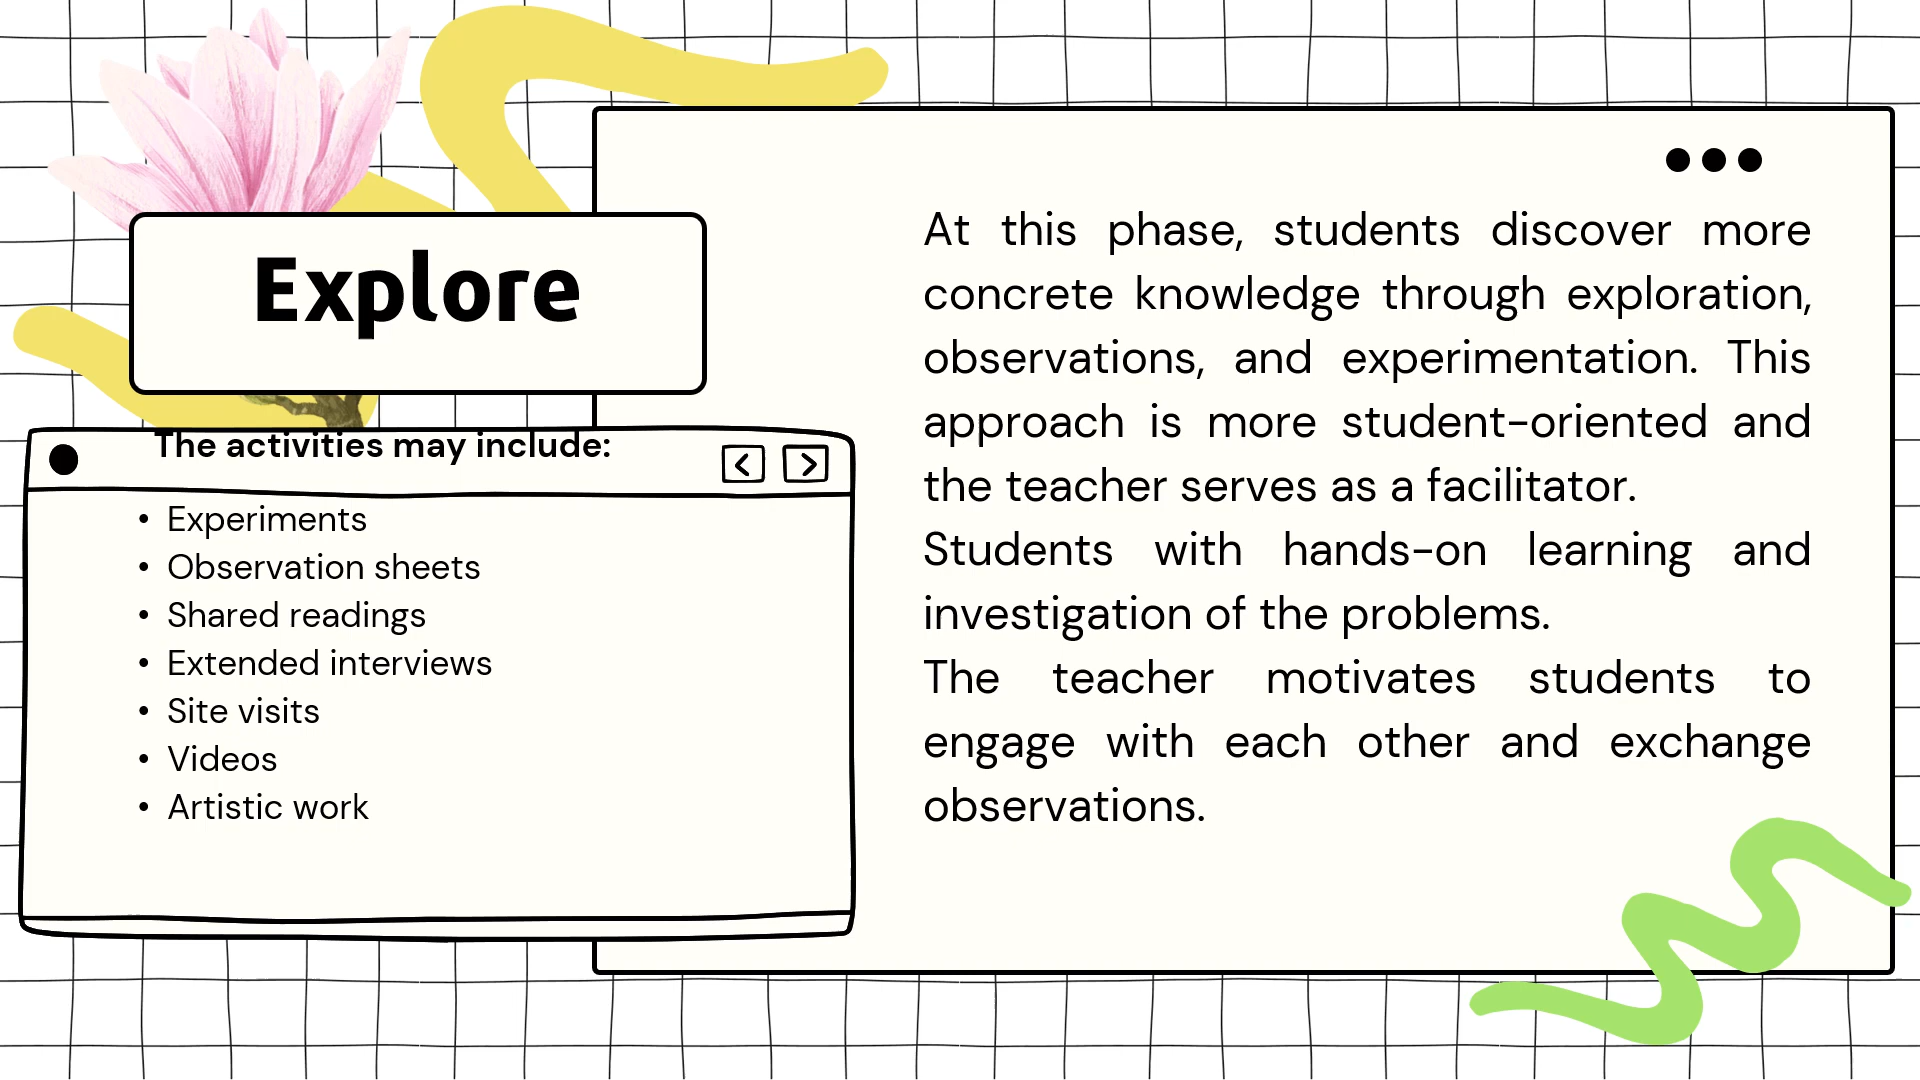 Explore
The activities may include:
• Experiments
• Observation sheets
• Shared readings
• Extended interviews
• Site visits
• Videos
• Artistic work
At this phase, students discover more
concrete knowledge through exploration,
observations, and experimentation. This
approach is more student-oriented and
the teacher serves as a facilitator.
Students with hands-on learning and
investigation of the problems.
The teacher motivates students to
engage with each other and exchange
observations.